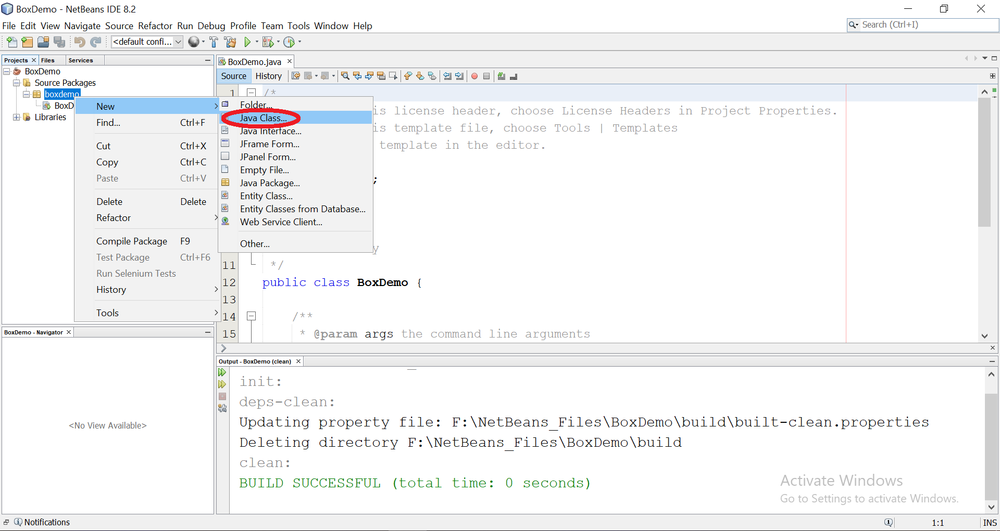 BoxDemo - NetBeans IDE 8.2
File Edit View Navigate Source Refactor Run Debug Profile Team Tools Window Help
Search (Ctrl+I)
<default confi...
Projects
Files
Services
BoxDemo
Source Packages
boxdemo
BoxD
Libraries
New
Find... Ctrl+F
Cut Ctrl+X
Copy Ctrl+C
Paste Ctrl+V
Delete Delete
Refactor
Compile Package F9
Test Package Ctrl+F6
Run Selenium Tests
History
Tools
Folder...
Java Class...
Java Interface...
JFrame Form...
JPanel Form...
Empty File...
Java Package...
Entity Class...
Entity Classes from Database...
Web Service Client...
Other...
BoxDemo.java
Source History
1 /*
is license header, choose License Headers in Project Properties.
is template file, choose Tools | Templates
template in the editor.
;
y
11 */
12 public class BoxDemo {
13
14 /**
15 * @param args the command line arguments
BoxDemo - Navigator
<No View Available>
Output - BoxDemo (clean)
init:
deps-clean:
Updating property file: F:\NetBeans_Files\BoxDemo\build\built-clean.properties
Deleting directory F:\NetBeans_Files\BoxDemo\build
clean:
BUILD SUCCESSFUL (total time: 0 seconds)
Activate Windows
Go to Settings to activate Windows.
Notifications
1:1
INS